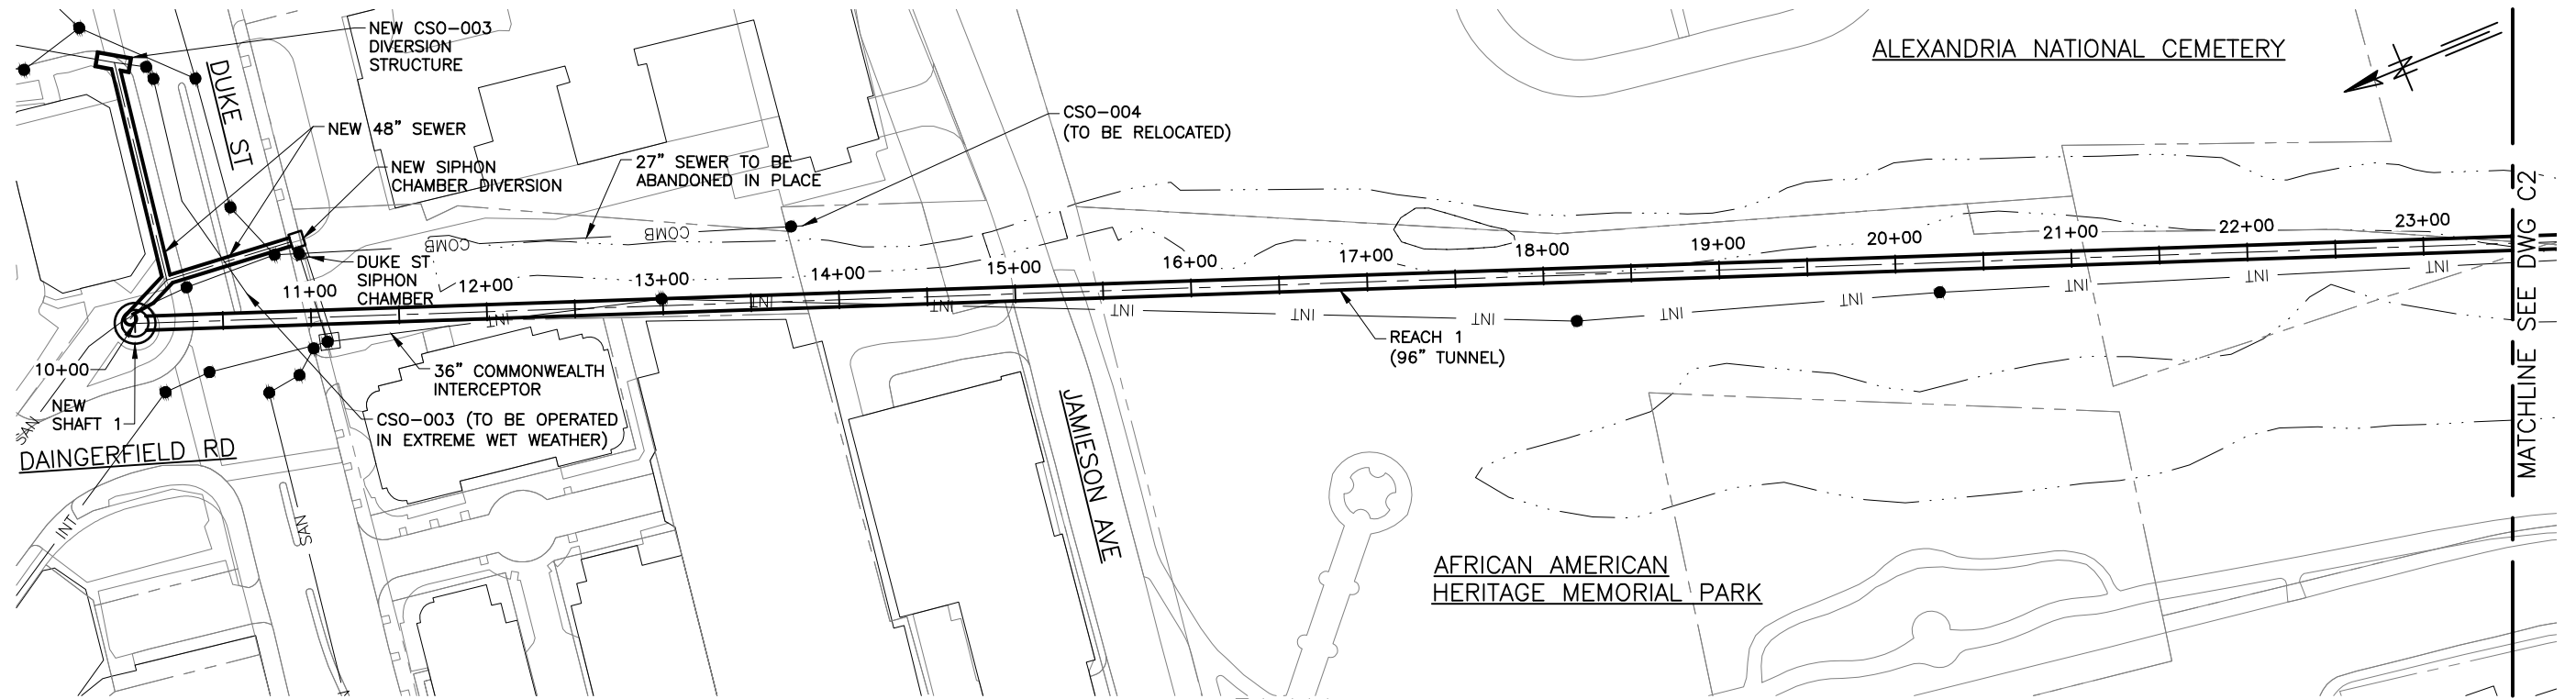 NEW CSO-003
DIVERSION
STRUCTURE
DUKE ST
NEW 48" SEWER
NEW SIPHON
CHAMBER DIVERSION
27" SEWER TO BE
ABANDONED IN PLACE
CSO-004
(TO BE RELOCATED)
ALEXANDRIA NATIONAL CEMETERY
N
COMB
COMB
DUKE ST
SIPHON
CHAMBER
10+00
11+00
12+00
13+00
14+00
15+00
16+00
17+00
18+00
19+00
20+00
21+00
22+00
23+00
INT
INT
INT
INT
INT
INT
INT
INT
INT
INT
INT
REACH 1
(96" TUNNEL)
36" COMMONWEALTH
INTERCEPTOR
CSO-003 (TO BE OPERATED
IN EXTREME WET WEATHER)
NEW
SHAFT 1
SAN
DAINGERFIELD RD
INT
SAN
JAMIESON AVE
AFRICAN AMERICAN
HERITAGE MEMORIAL PARK
MATCHLINE SEE DWG C2